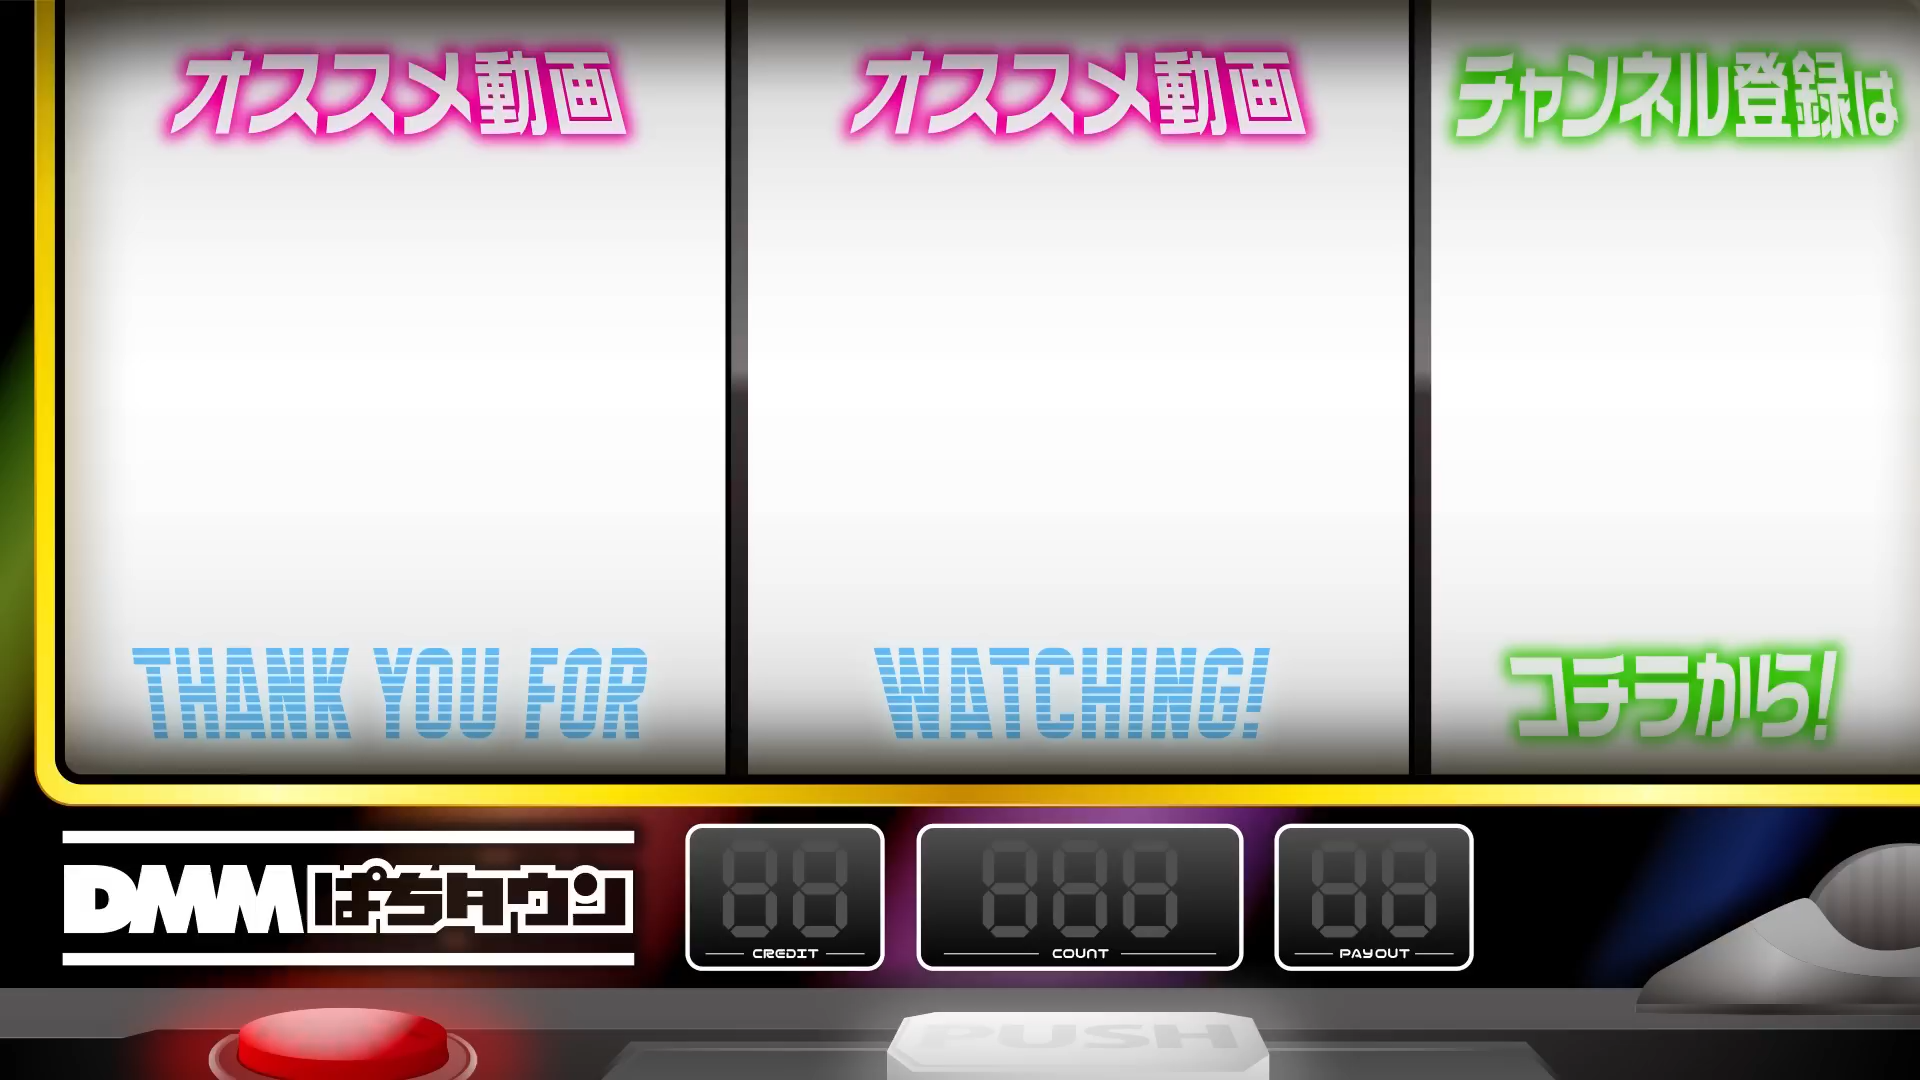 オススメ動画
オススメ動画
チャンネル登録は
THANK YOU FOR
WATCHING!
コチラから!
DMMぱちタウン
CREDIT
COUNT
PAYOUT
PUSH